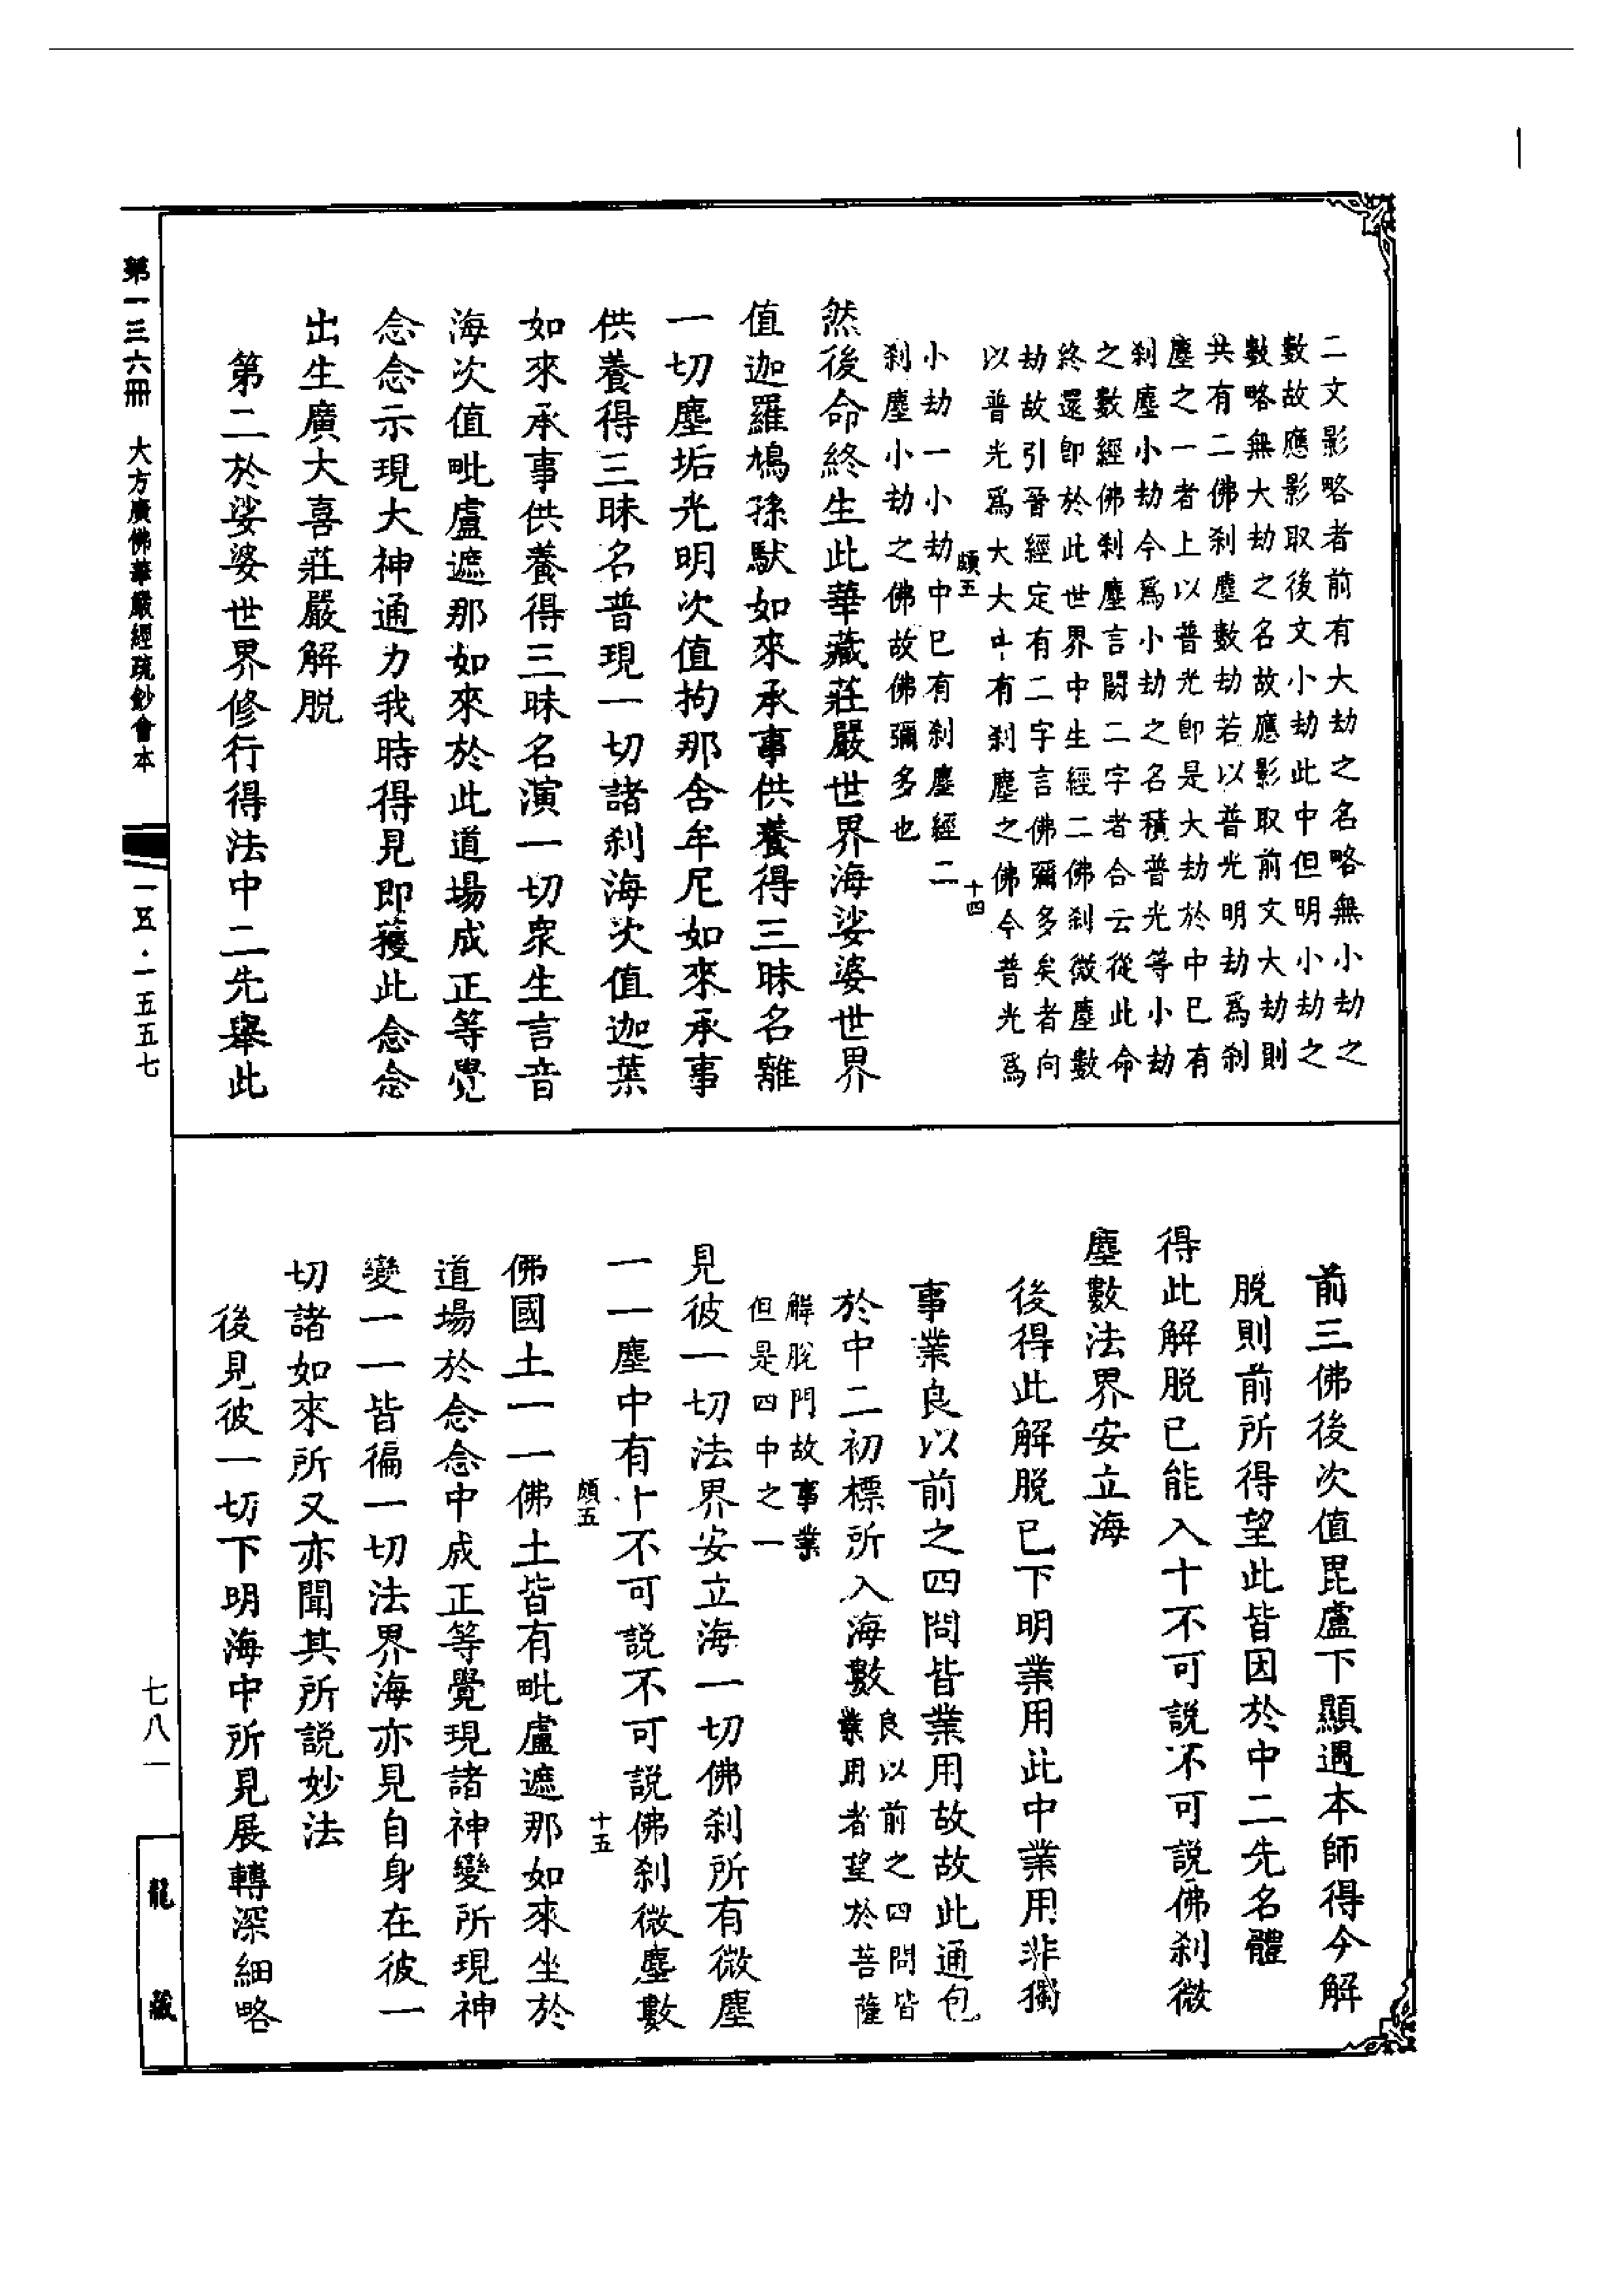 二文影略者前有大劫之名略無小劫之
數故應影取後文小劫此中但明小劫之
數略無大劫之名故應影取前文大劫則
共有二佛刹塵數劫若以普光明劫爲刹
塵之一者上以普光即是大劫於中已有
刹塵小劫今爲小劫之名積普光等小劫
之數經佛刹塵言闕二字者合云從此命
終還即於此世界中生經二佛刹微塵數
劫故引晉經定有二字言佛彌多矣者向
以普光爲大大中有刹塵之佛今普光爲
頗五
十四
小劫一小劫中已有刹塵經二
刹塵小劫之佛故佛彌多也
然後命終生此華藏莊嚴世界海娑婆世界
值迦羅鳩孫馱如來承事供養得三昧名離
一切塵垢光明次值拘那舍牟尼如來承事
供養得三昧名普現一切諸刹海次值迦葉
如來承事供養得三昧名演一切衆生言音
海次值毗盧遮那如來於此道場成正等覺
念念示現大神通力我時得見即獲此念念
出生廣大喜莊嚴解脱
第二於娑婆世界修行得法中二先舉此
前三佛後次值毘盧下顯遇本師得今解
脱則前所得望此皆因於中二先名體
得此解脱已能入十不可説不可説佛刹微
塵數法界安立海
後得此解脱已下明業用此中業用非獨
事業良以前之四問皆業用故故此通包
於中二初標所入海數
良以前之四問皆
業用者望於菩薩
解脱門故事業
但是四中之一
見彼一切法界安立海一切佛刹所有微塵
一一塵中有十不可説不可説佛刹微塵數
頗五
十五
佛國土一一佛土皆有毗盧遮那如來坐於
道場於念念中成正等覺現諸神變所現神
變一一皆徧一切法界海亦見自身在彼一
切諸如來所又亦聞其所説妙法
後見彼一切下明海中所見展轉深細略
第一三六冊
大方廣佛華嚴經疏鈔會本
一五·一五五七
七八一
龍藏